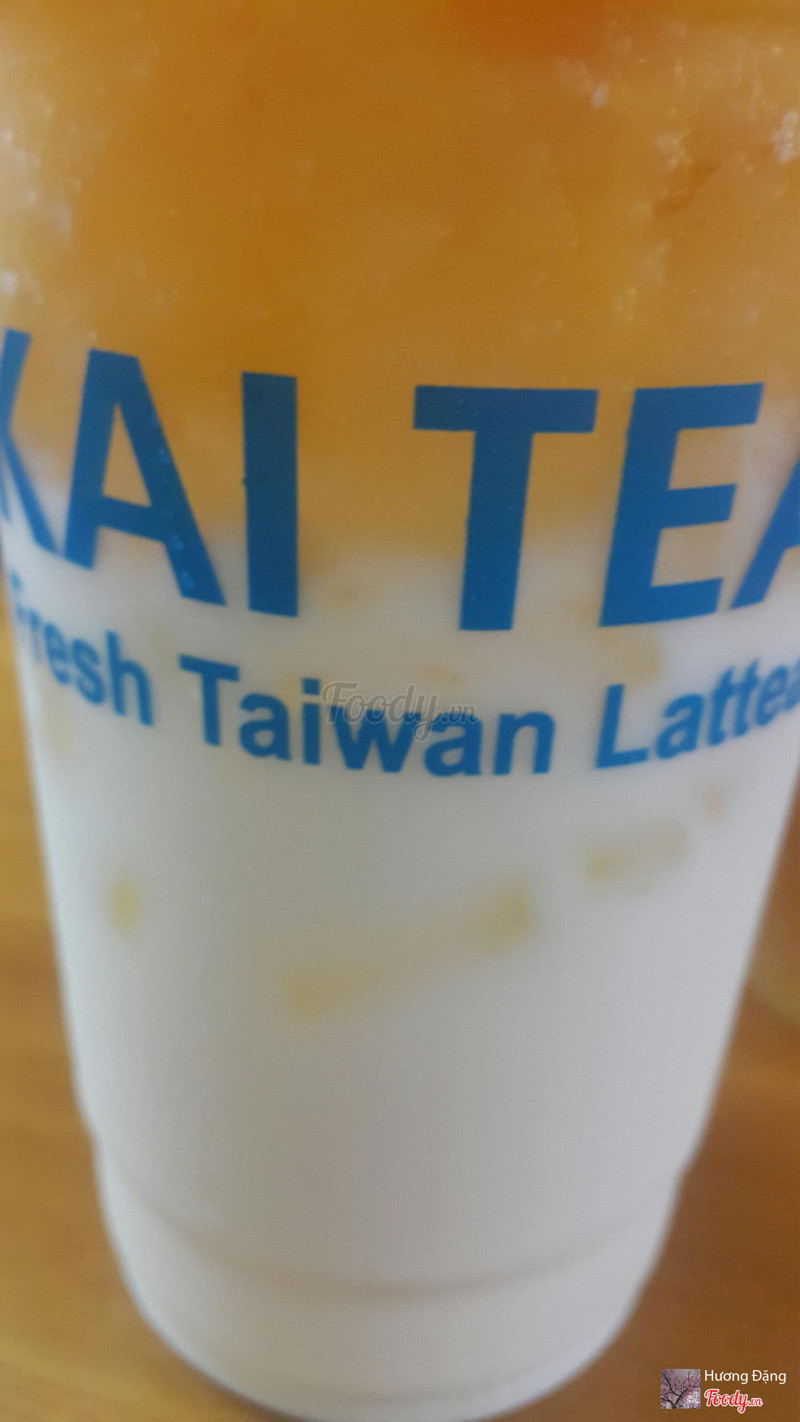 KAI TEA
Fresh Taiwan Lattea
Foody.vn
Hương Đặng
Foody.vn